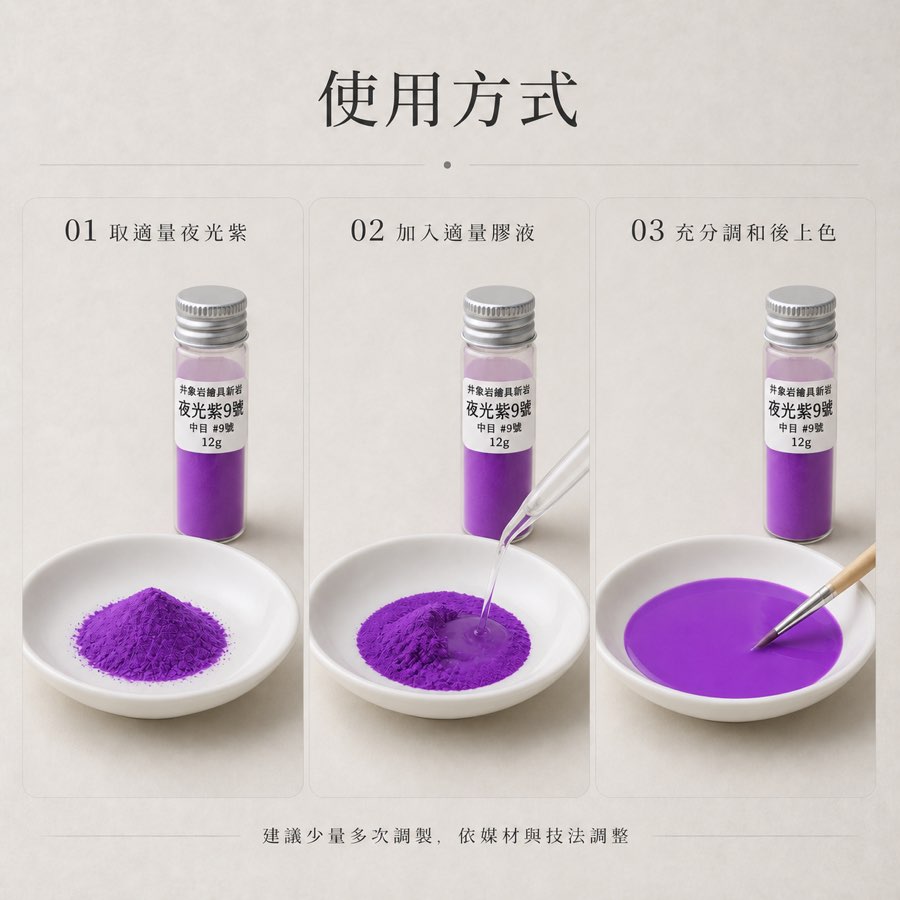 使用方式
01 取適量夜光紫
02 加入適量膠液
03 充分調和後上色
井象岩繪具新岩
夜光紫9號
中目 #9號
12g
井象岩繪具新岩
夜光紫9號
中目 #9號
12g
井象岩繪具新岩
夜光紫9號
中目 #9號
12g
建議少量多次調製，依媒材與技法調整